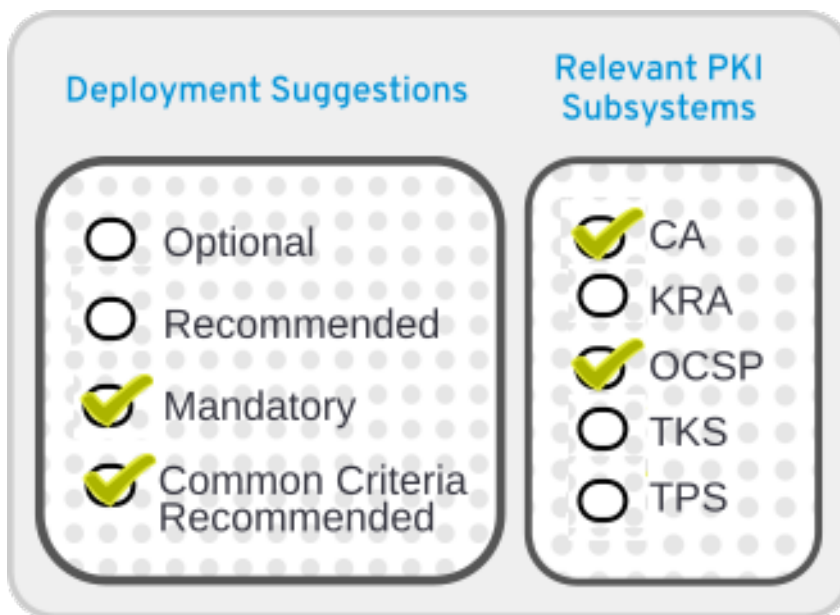 Deployment Suggestions
Optional
Recommended
Mandatory
Common Criteria
Recommended
Relevant PKI
Subsystems
CA
KRA
OCSP
TKS
TPS